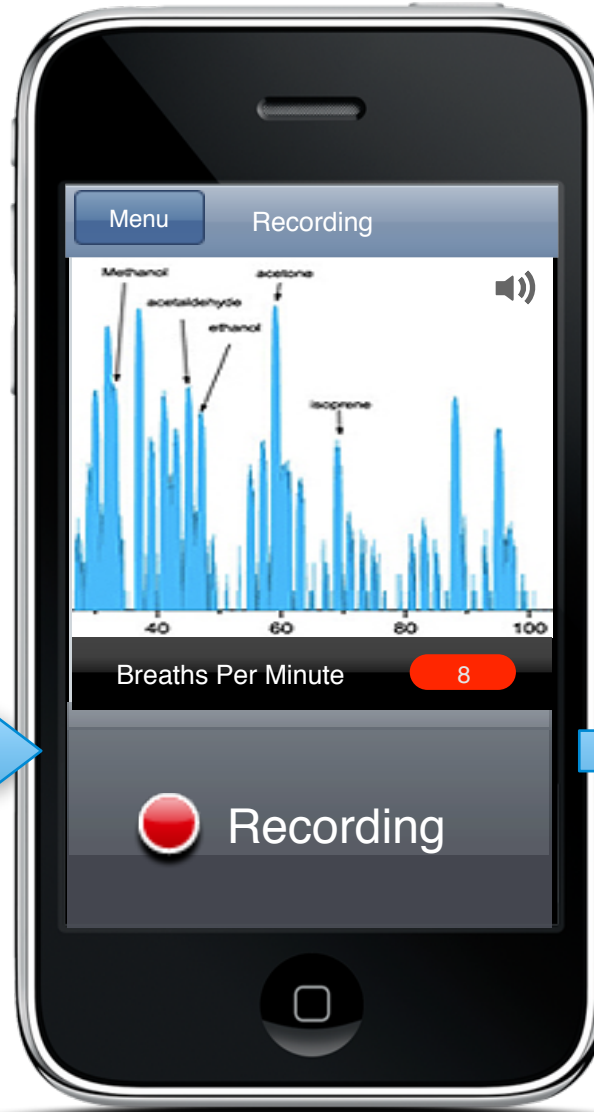 Menu
Recording
Methanol
acetone
acetaldehyde
ethanol
isoprene
40 60 80 100
Breaths Per Minute 8
Recording